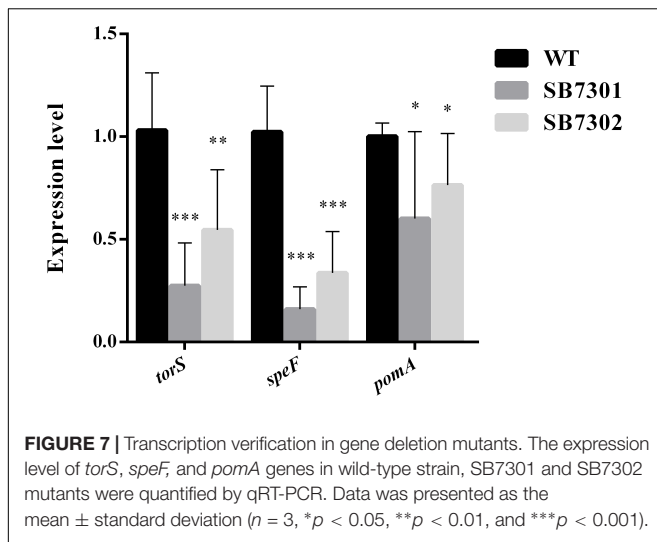 1.5
1.0
0.5
0.0
Expression level
WT
SB7301
SB7302
***
**
***
***
*
*
torS
speF
pomA
FIGURE 7 | Transcription verification in gene deletion mutants. The expression
level of torS, speF, and pomA genes in wild-type strain, SB7301 and SB7302
mutants were quantified by qRT-PCR. Data was presented as the
mean ± standard deviation (n = 3, *p < 0.05, **p < 0.01, and ***p < 0.001).